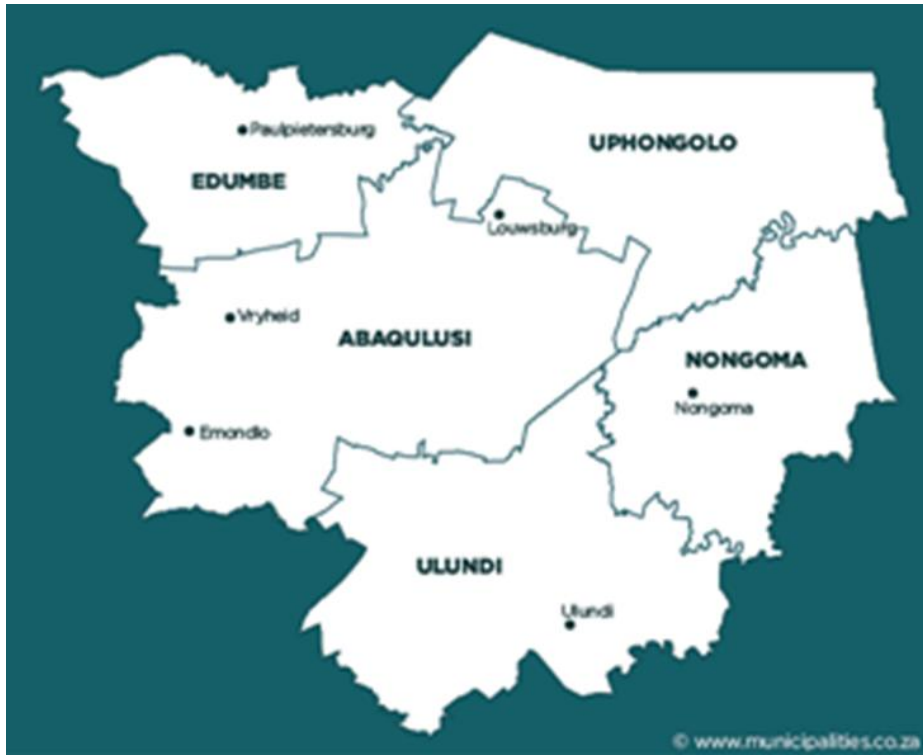 Paulpietersburg
UPHONGOLO
EDUMBE
Louwsburg
Vryheid
ABAQULUSI
NONGOMA
Nongoma
Emondlo
ULUNDI
Ulundi
© www.municipalities.co.za